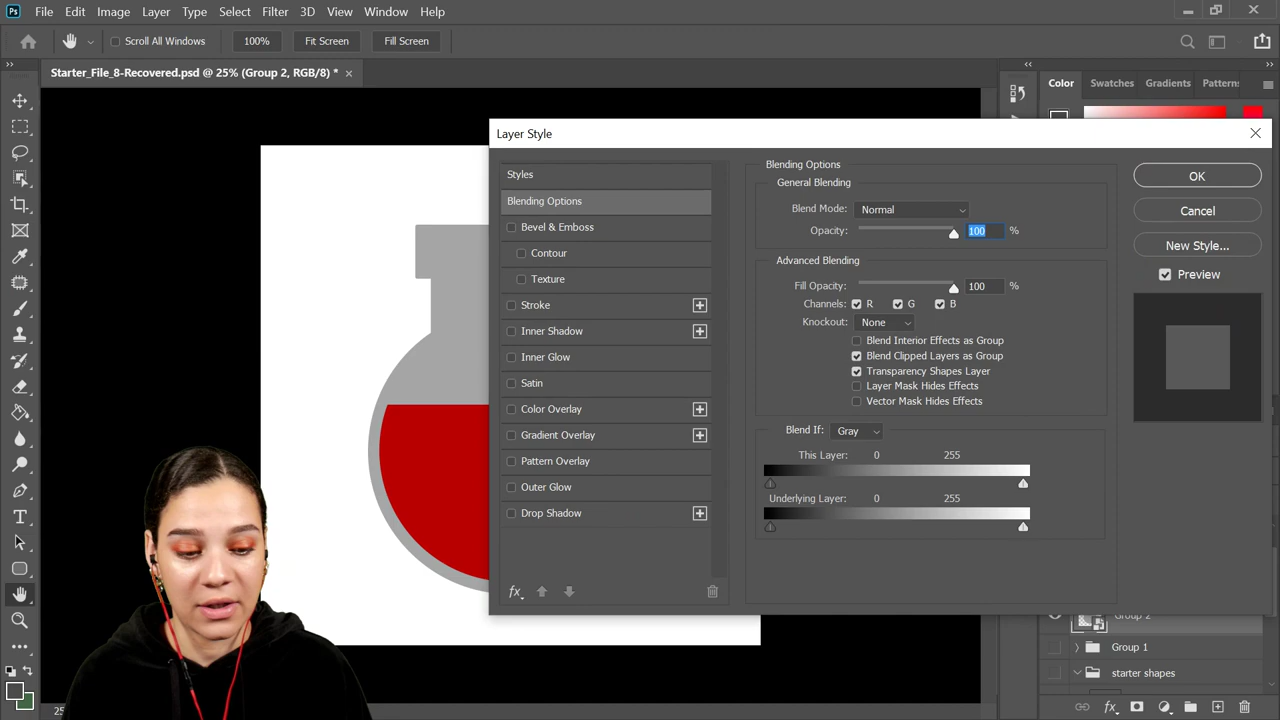 Ps File Edit Image Layer Type Select Filter 3D View Window Help
Scroll All Windows 100% Fit Screen Fill Screen
Starter_File_8-Recovered.psd @ 25% (Group 2, RGB/8) * ×
Color Swatches Gradients Pattern
Layer Style
Styles
Blending Options
Bevel & Emboss
Contour
Texture
Stroke
Inner Shadow
Inner Glow
Satin
Color Overlay
Gradient Overlay
Pattern Overlay
Outer Glow
Drop Shadow
fx
Blending Options
General Blending
Blend Mode: Normal
Opacity: 100 %
Advanced Blending
Fill Opacity: 100 %
Channels: R G B
Knockout: None
Blend Interior Effects as Group
Blend Clipped Layers as Group
Transparency Shapes Layer
Layer Mask Hides Effects
Vector Mask Hides Effects
Blend If: Gray
This Layer: 0 255
Underlying Layer: 0 255
OK
Cancel
New Style...
Preview
Group 2
Group 1
starter shapes
fx
25